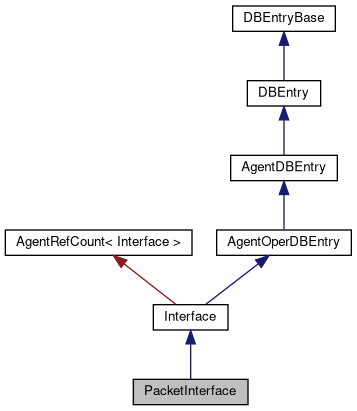 DBEntryBase
DBEntry
AgentDBEntry
AgentRefCount< Interface >
AgentOperDBEntry
Interface
PacketInterface